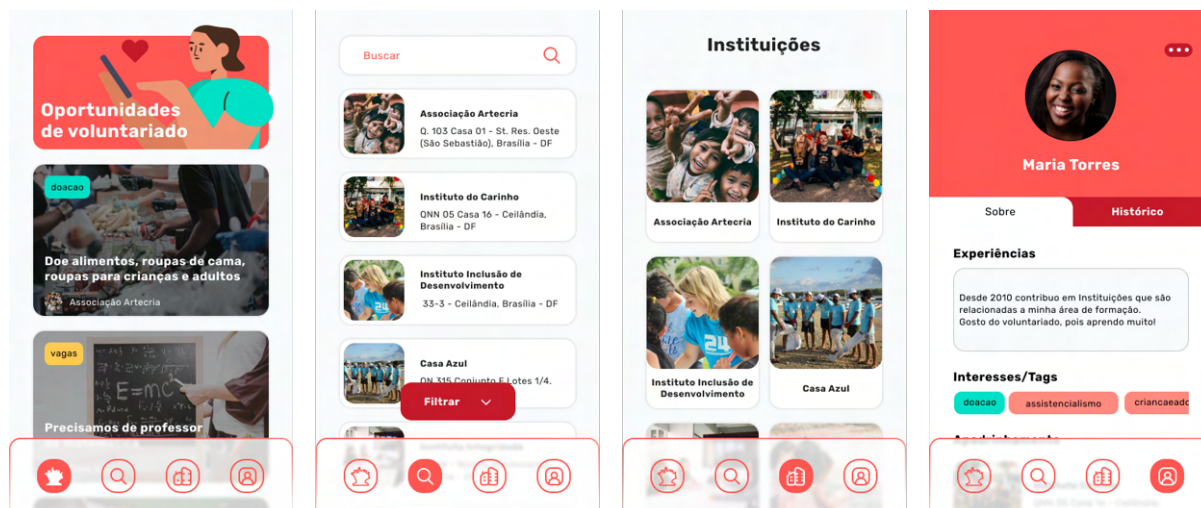 Oportunidades
de voluntariado
doacao
Doe alimentos, roupas de cama,
roupas para crianças e adultos
Associação Artecria
vagas
E=mc²
Precisamos de professor
Buscar
Associação Artecria
Q. 103 Casa 01 - St. Res. Oeste
(São Sebastião), Brasília - DF
Instituto do Carinho
QNN 05 Casa 16 - Ceilândia,
Brasília - DF
Instituto Inclusão de
Desenvolvimento
33-3 - Ceilândia, Brasília - DF
Casa Azul
QN 315 Conjunto F Lotes 1/4.
Filtrar
Instituições
Associação Artecria
Instituto do Carinho
24
Instituto Inclusão de
Desenvolvimento
Casa Azul
Maria Torres
Sobre
Histórico
Experiências
Desde 2010 contribuo em Instituições que são
relacionadas a minha área de formação.
Gosto do voluntariado, pois aprendo muito!
Interesses/Tags
doacao
assistencialismo
criancaeadc